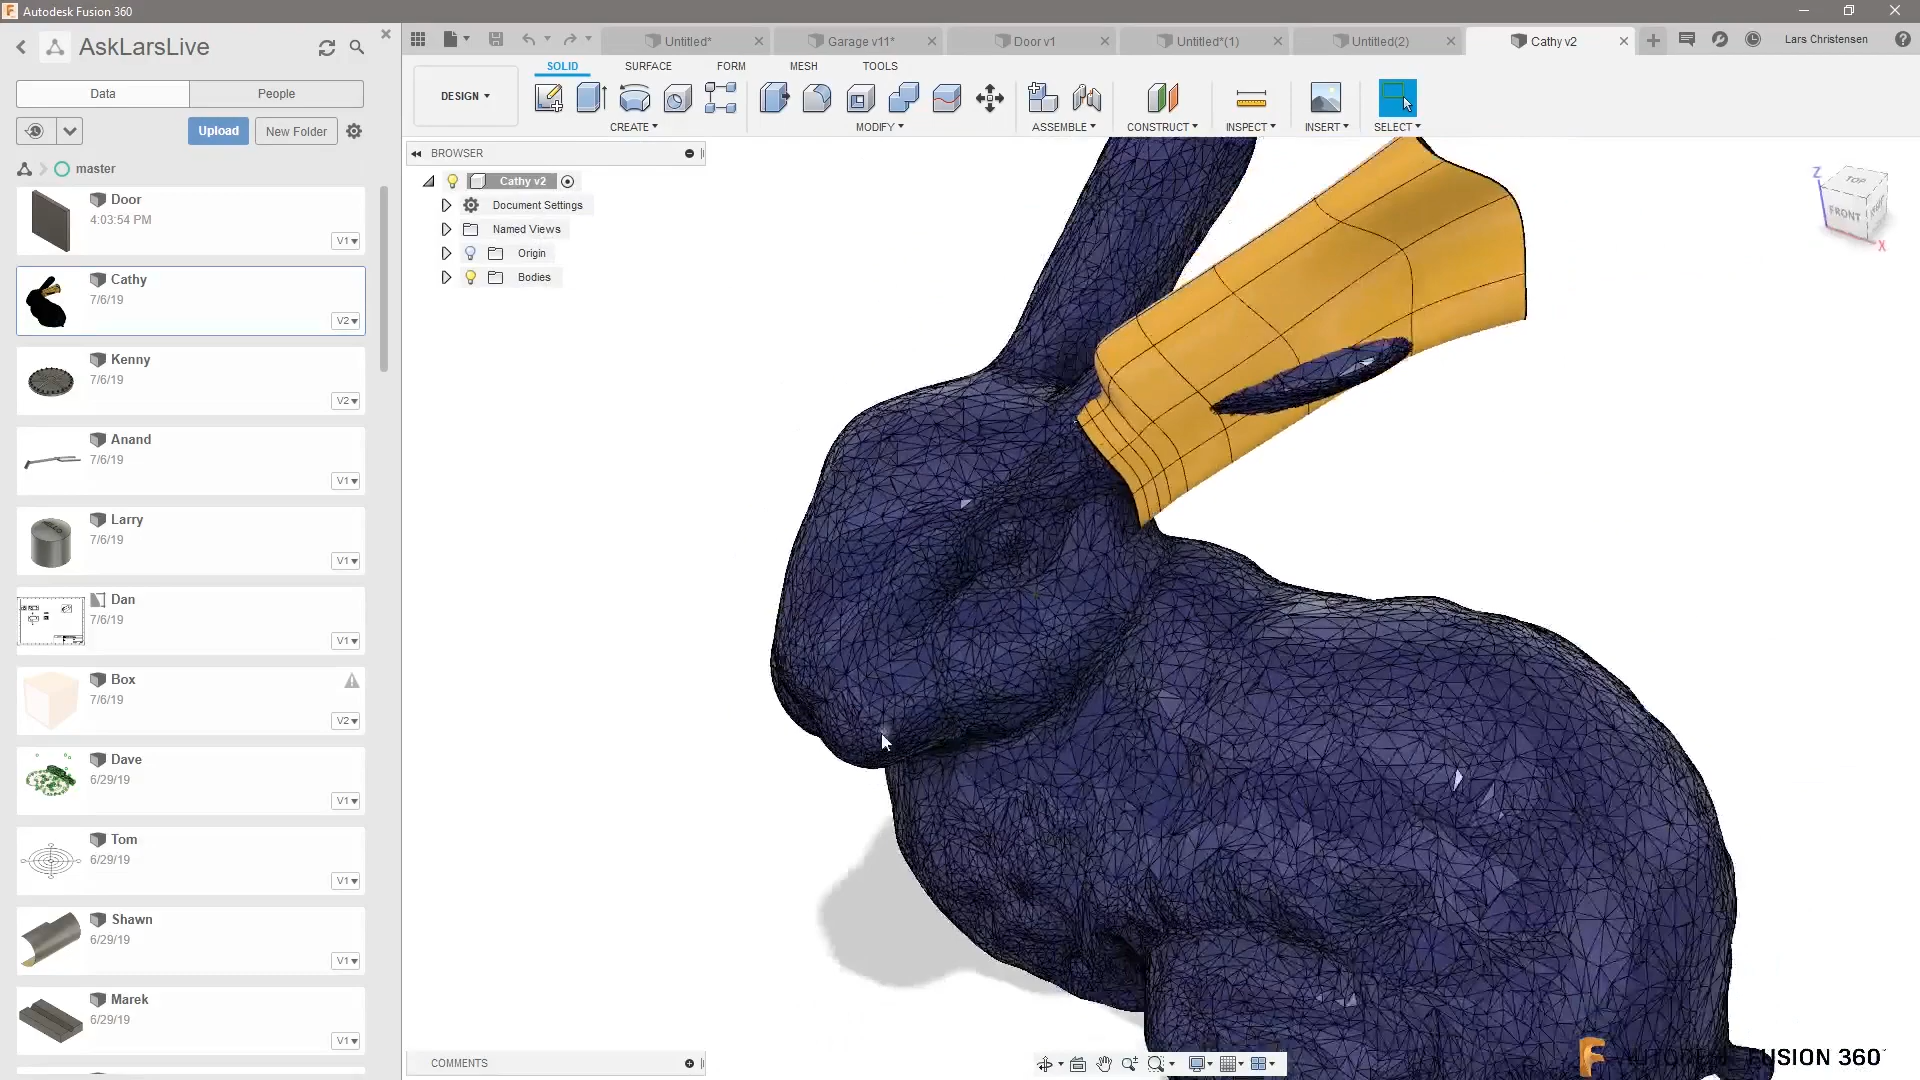 Autodesk Fusion 360
AskLarsLive
Untitled*
Garage v11*
Door v1
Untitled*(1)
Untitled(2)
Cathy v2
Lars Christensen
Data
People
Upload
New Folder
master
DESIGN
SOLID
SURFACE
FORM
MESH
TOOLS
CREATE
MODIFY
ASSEMBLE
CONSTRUCT
INSPECT
INSERT
SELECT
BROWSER
Cathy v2
Document Settings
Named Views
Origin
Bodies
Door
4:03:54 PM
V1
Cathy
7/6/19
V2
Kenny
7/6/19
V2
Anand
7/6/19
V1
Larry
7/6/19
V1
Dan
7/6/19
V1
Box
7/6/19
V2
Dave
6/29/19
V1
Tom
6/29/19
V1
Shawn
6/29/19
V1
Marek
6/29/19
V1
Z
TOP
FRONT
X
COMMENTS
FUSION 360